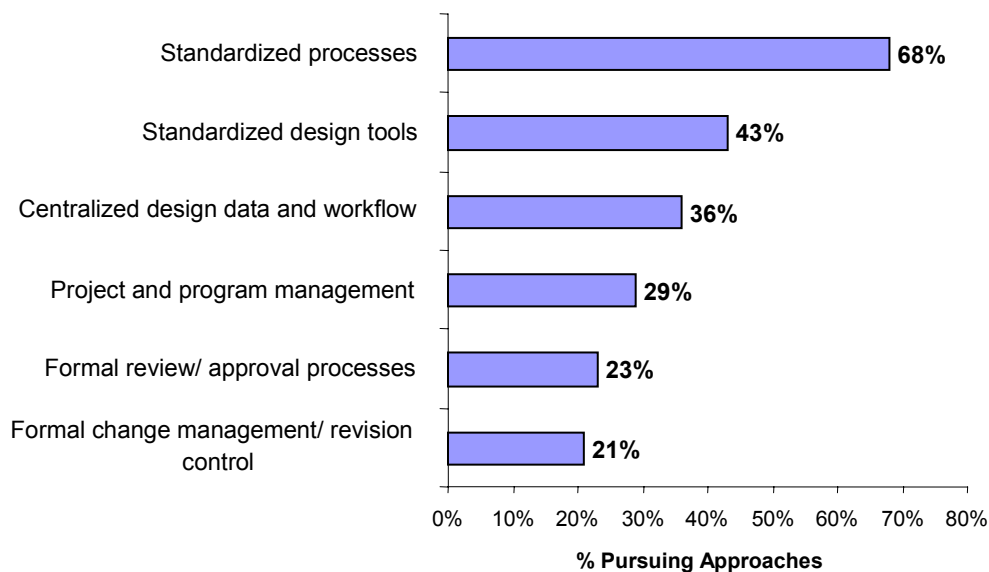 Standardized processes
68%
Standardized design tools
43%
Centralized design data and workflow
36%
Project and program management
29%
Formal review/ approval processes
23%
Formal change management/ revision
control
21%
0% 10% 20% 30% 40% 50% 60% 70% 80%
% Pursuing Approaches